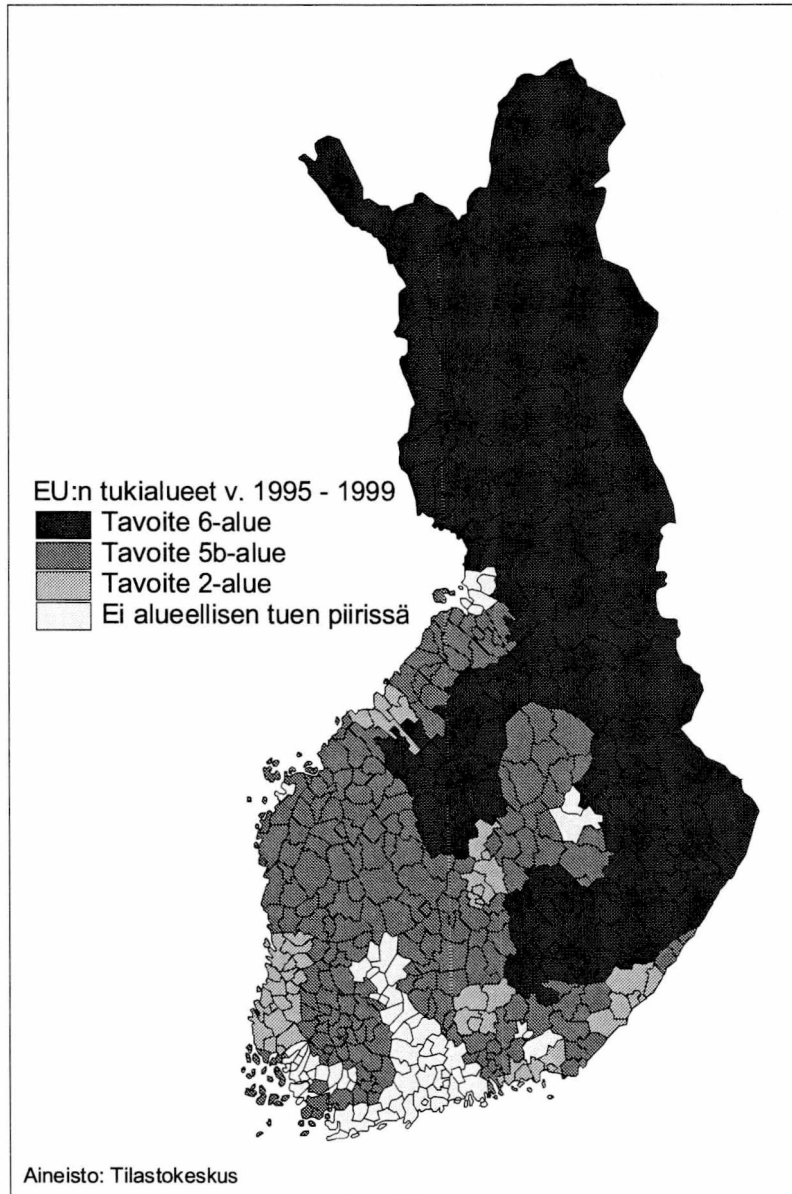 EU:n tukialueet v. 1995 - 1999
Tavoite 6-alue
Tavoite 5b-alue
Tavoite 2-alue
Ei alueellisen tuen piirissä
Aineisto: Tilastokeskus